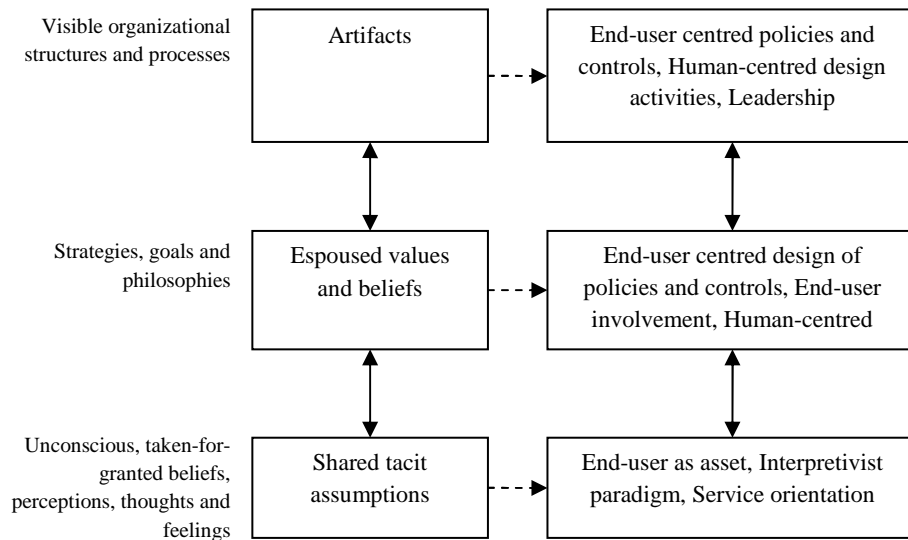 Visible organizational
structures and processes
Artifacts
End-user centred policies and
controls, Human-centred design
activities, Leadership
Strategies, goals and
philosophies
Espoused values
and beliefs
End-user centred design of
policies and controls, End-user
involvement, Human-centred
Unconscious, taken-for-
granted beliefs,
perceptions, thoughts and
feelings
Shared tacit
assumptions
End-user as asset, Interpretivist
paradigm, Service orientation